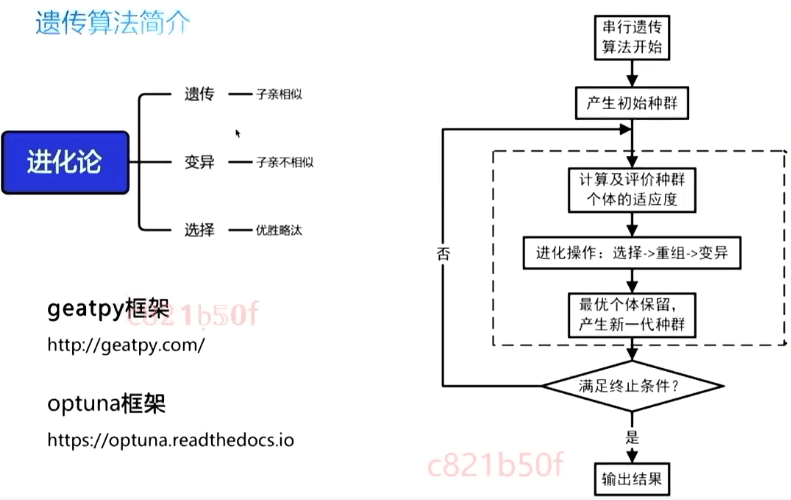 遗传算法简介
进化论
遗传
子亲相似
变异
子亲不相似
选择
优胜略汰
geatpy框架
c821b50f
http://geatpy.com/
optuna框架
https://optuna.readthedocs.io
串行遗传
算法开始
产生初始种群
计算及评价种群
个体的适应度
进化操作：选择->重组->变异
最优个体保留，
产生新一代种群
满足终止条件？
否
是
输出结果
c821b50f